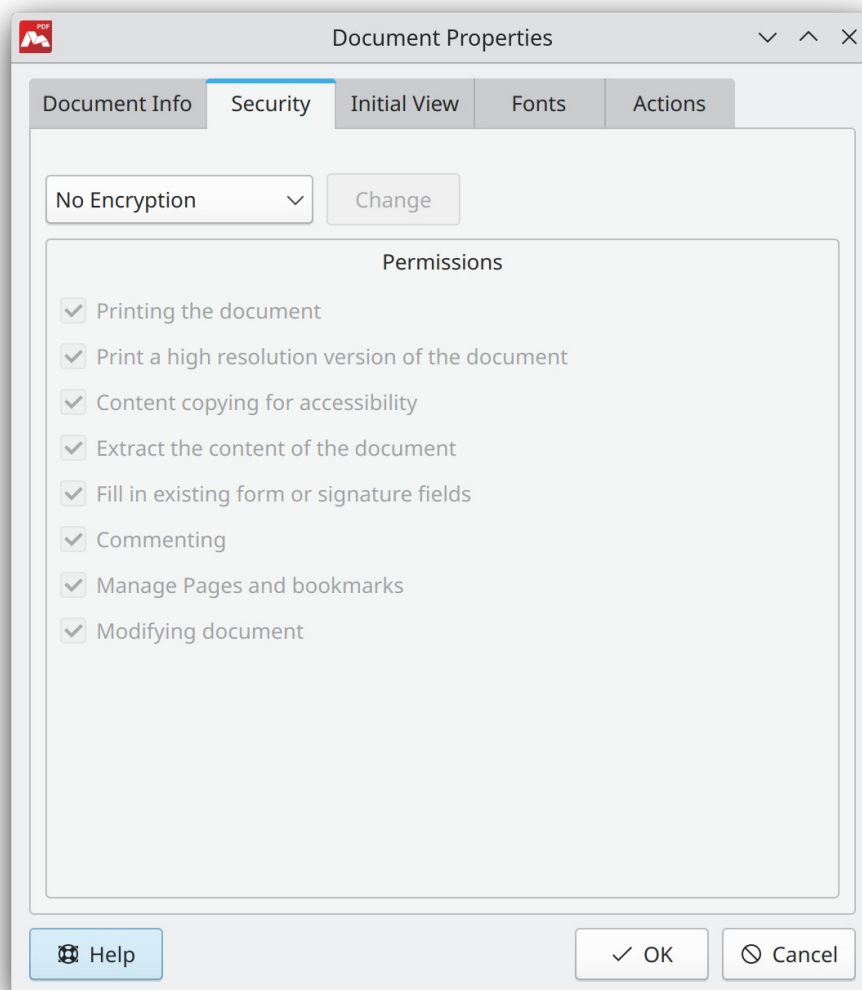 PDF
Document Properties
Document Info Security Initial View Fonts Actions
No Encryption Change
Permissions
Printing the document
Print a high resolution version of the document
Content copying for accessibility
Extract the content of the document
Fill in existing form or signature fields
Commenting
Manage Pages and bookmarks
Modifying document
Help OK Cancel